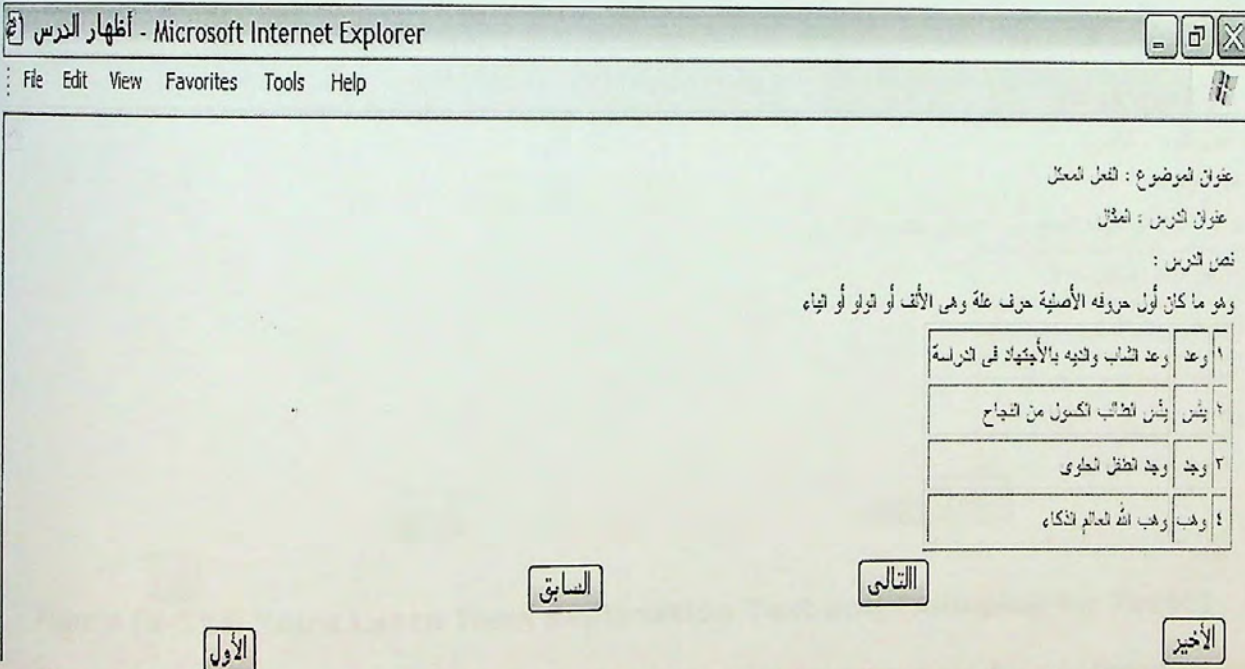 أظهار الدرس - Microsoft Internet Explorer
File Edit View Favorites Tools Help
عنوان الموضوع : الفعل المعتل
عنوان الدرس : المثال
نص الدرس :
وهو ما كان أول حروفه الأصلية حرف علة وهى الألف أو الواو أو الياء
١ وعد وعد الشاب والديه بالأجتهاد فى الدراسة
٢ يئس يئس الطالب الكسول من النجاح
٣ وجد وجد الطفل الحلوى
٤ وهب وهب الله العالم الذكاء
االتالى السابق
الأخير الأول